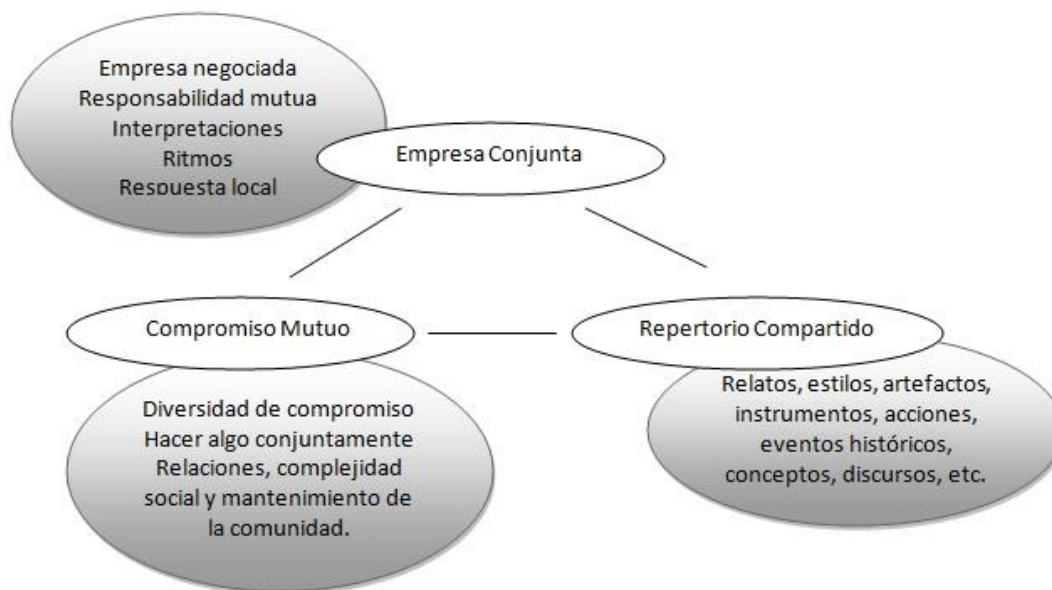 Empresa negociada
Responsabilidad mutua
Interpretaciones
Ritmos
Respuesta local
Empresa Conjunta
Compromiso Mutuo
Repertorio Compartido
Diversidad de compromiso
Hacer algo conjuntamente
Relaciones, complejidad
social y mantenimiento de
la comunidad.
Relatos, estilos, artefactos,
instrumentos, acciones,
eventos históricos,
conceptos, discursos, etc.